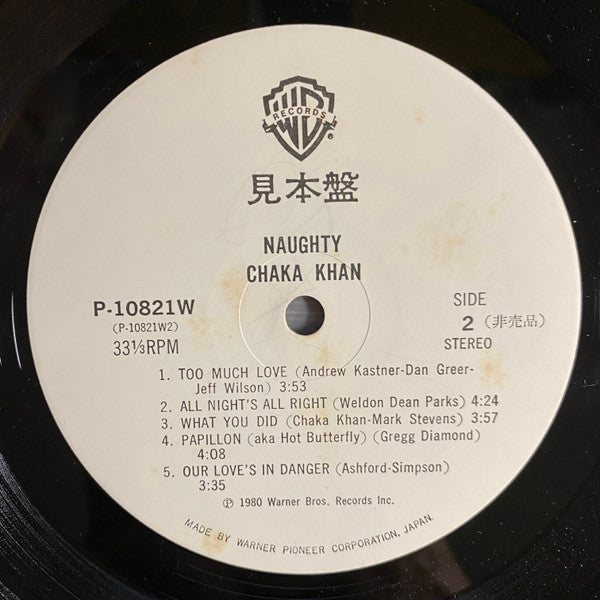 WB
RECORDS
見本盤
NAUGHTY
CHAKA KHAN
P-10821W
(P-10821W2)
33⅓RPM
SIDE
2 (非売品)
STEREO
1. TOO MUCH LOVE (Andrew Kastner-Dan Greer-
Jeff Wilson) 3:53
2. ALL NIGHT'S ALL RIGHT (Weldon Dean Parks) 4:24
3. WHAT YOU DID (Chaka Khan-Mark Stevens) 3:57
4. PAPILLON (aka Hot Butterfly) (Gregg Diamond)
4:08
5. OUR LOVE'S IN DANGER (Ashford-Simpson)
3:35
℗ 1980 Warner Bros. Records Inc.
MADE BY WARNER PIONEER CORPORATION, JAPAN.